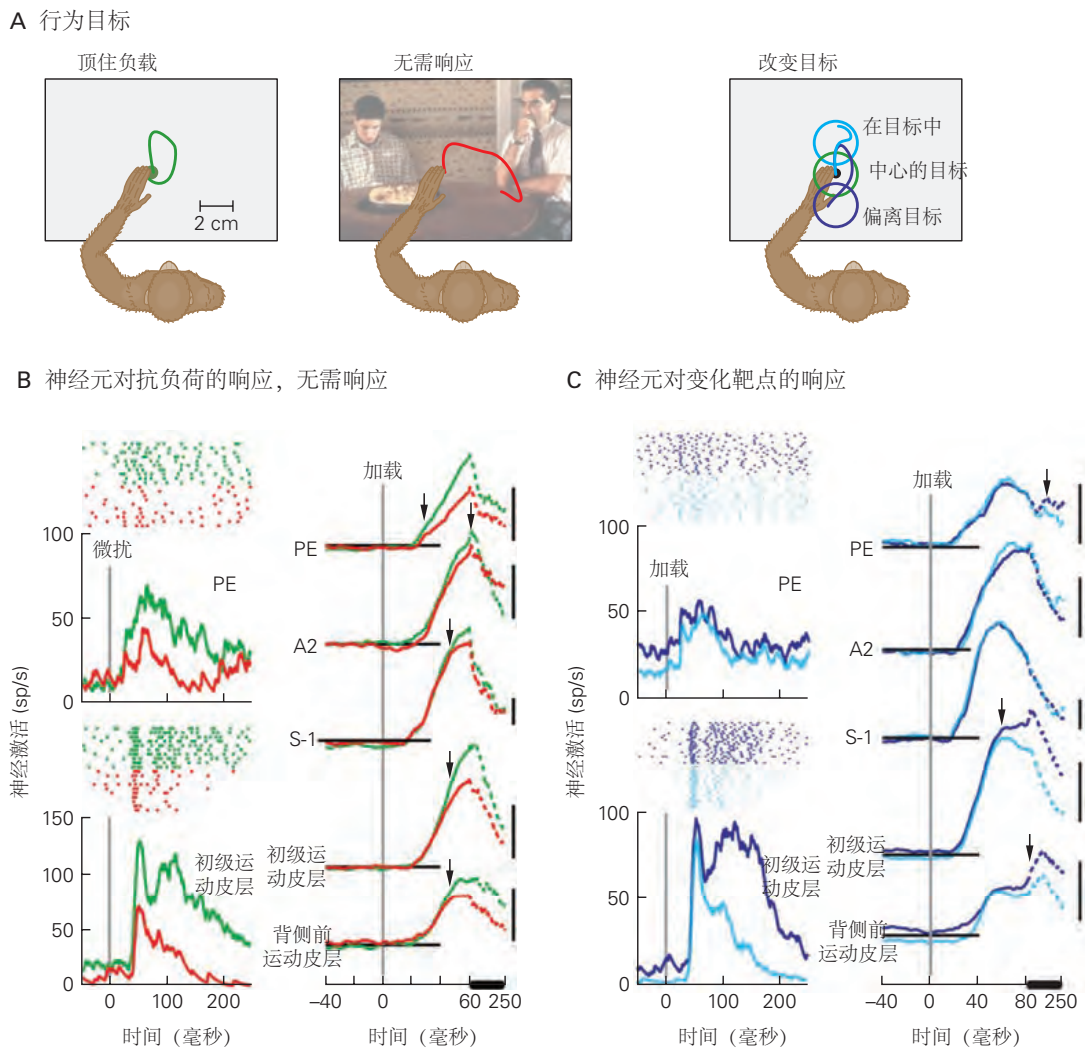 A 行为目标
顶住负载
无需响应
改变目标
2 cm
在目标中
中心的目标
偏离目标
B 神经元对抗负荷的响应，无需响应
C 神经元对变化靶点的响应
神经激活 (sp/s)
100
50
0
微扰
PE
150
100
50
0
初级运
动皮层
0
100
200
时间 (毫秒)
加载
PE
A2
S-1
初级运
动皮层
背侧前
运动皮层
–40
0
60
250
时间 (毫秒)
神经激活 (sp/s)
100
50
0
加载
PE
100
50
0
初级运
动皮层
0
100
200
时间 (毫秒)
加载
PE
A2
S-1
初级运
动皮层
背侧前
运动皮层
-40
0
40
80
250
时间 (毫秒)